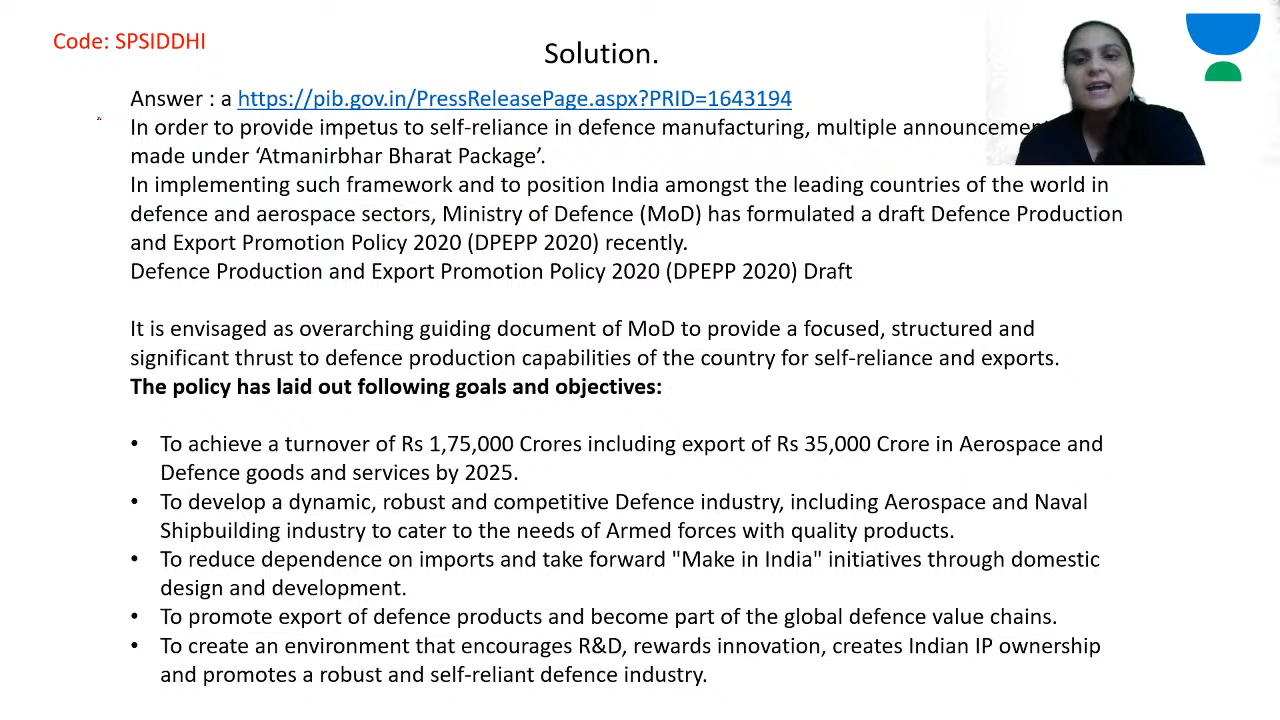 Code: SPSIDDHI
Solution.
Answer : a https://pib.gov.in/PressReleasePage.aspx?PRID=1643194
In order to provide impetus to self-reliance in defence manufacturing, multiple
made under ‘Atmanirbhar Bharat Package’.
In implementing such framework and to position India amongst the leading countries of the world in
defence and aerospace sectors, Ministry of Defence (MoD) has formulated a draft Defence Production
and Export Promotion Policy 2020 (DPEPP 2020) recently.
Defence Production and Export Promotion Policy 2020 (DPEPP 2020) Draft
It is envisaged as overarching guiding document of MoD to provide a focused, structured and
significant thrust to defence production capabilities of the country for self-reliance and exports.
The policy has laid out following goals and objectives:
• To achieve a turnover of Rs 1,75,000 Crores including export of Rs 35,000 Crore in Aerospace and
Defence goods and services by 2025.
• To develop a dynamic, robust and competitive Defence industry, including Aerospace and Naval
Shipbuilding industry to cater to the needs of Armed forces with quality products.
• To reduce dependence on imports and take forward "Make in India" initiatives through domestic
design and development.
• To promote export of defence products and become part of the global defence value chains.
• To create an environment that encourages R&D, rewards innovation, creates Indian IP ownership
and promotes a robust and self-reliant defence industry.